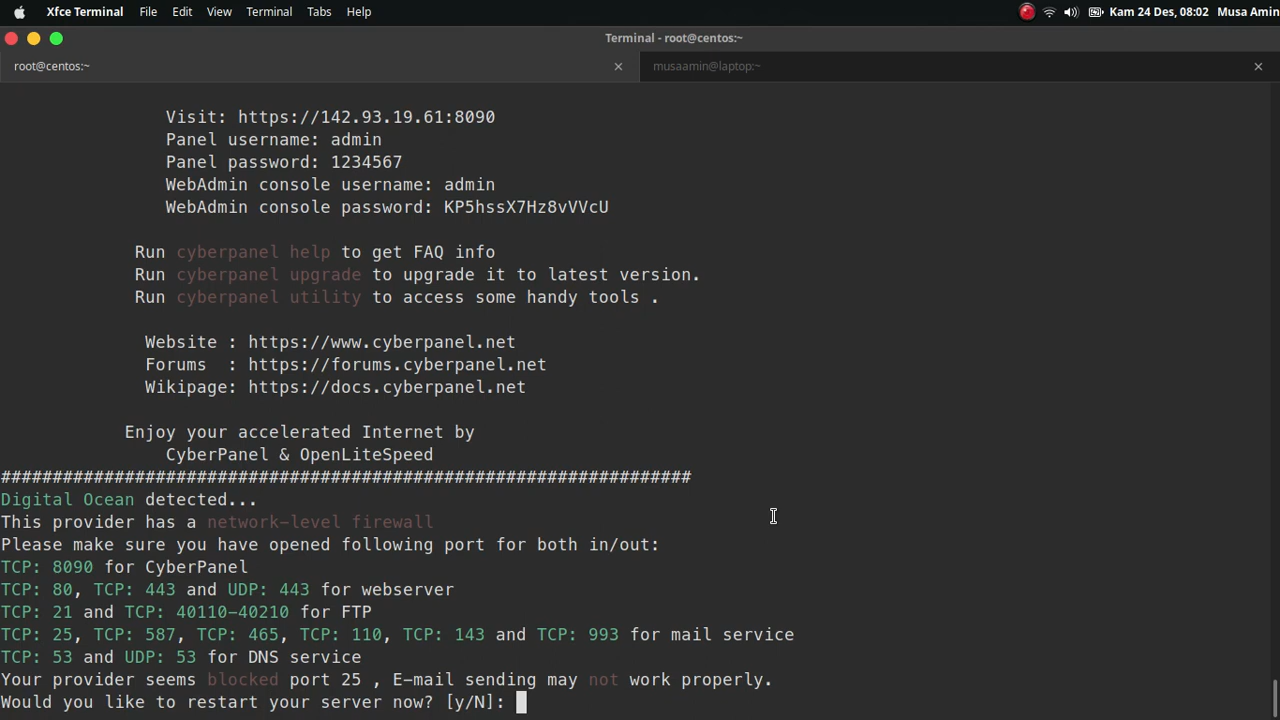 Xfce Terminal File Edit View Terminal Tabs Help Kam 24 Des, 08:02 Musa Amin
Terminal - root@centos:~
root@centos:~ musaamin@laptop:~
Visit: https://142.93.19.61:8090
Panel username: admin
Panel password: 1234567
WebAdmin console username: admin
WebAdmin console password: KP5hssX7Hz8vVVcU
Run cyberpanel help to get FAQ info
Run cyberpanel upgrade to upgrade it to latest version.
Run cyberpanel utility to access some handy tools .
Website : https://www.cyberpanel.net
Forums : https://forums.cyberpanel.net
Wikipage: https://docs.cyberpanel.net
Enjoy your accelerated Internet by
CyberPanel & OpenLiteSpeed
###################################################################
Digital Ocean detected...
This provider has a network-level firewall
Please make sure you have opened following port for both in/out:
TCP: 8090 for CyberPanel
TCP: 80, TCP: 443 and UDP: 443 for webserver
TCP: 21 and TCP: 40110-40210 for FTP
TCP: 25, TCP: 587, TCP: 465, TCP: 110, TCP: 143 and TCP: 993 for mail service
TCP: 53 and UDP: 53 for DNS service
Your provider seems blocked port 25 , E-mail sending may not work properly.
Would you like to restart your server now? [y/N]: